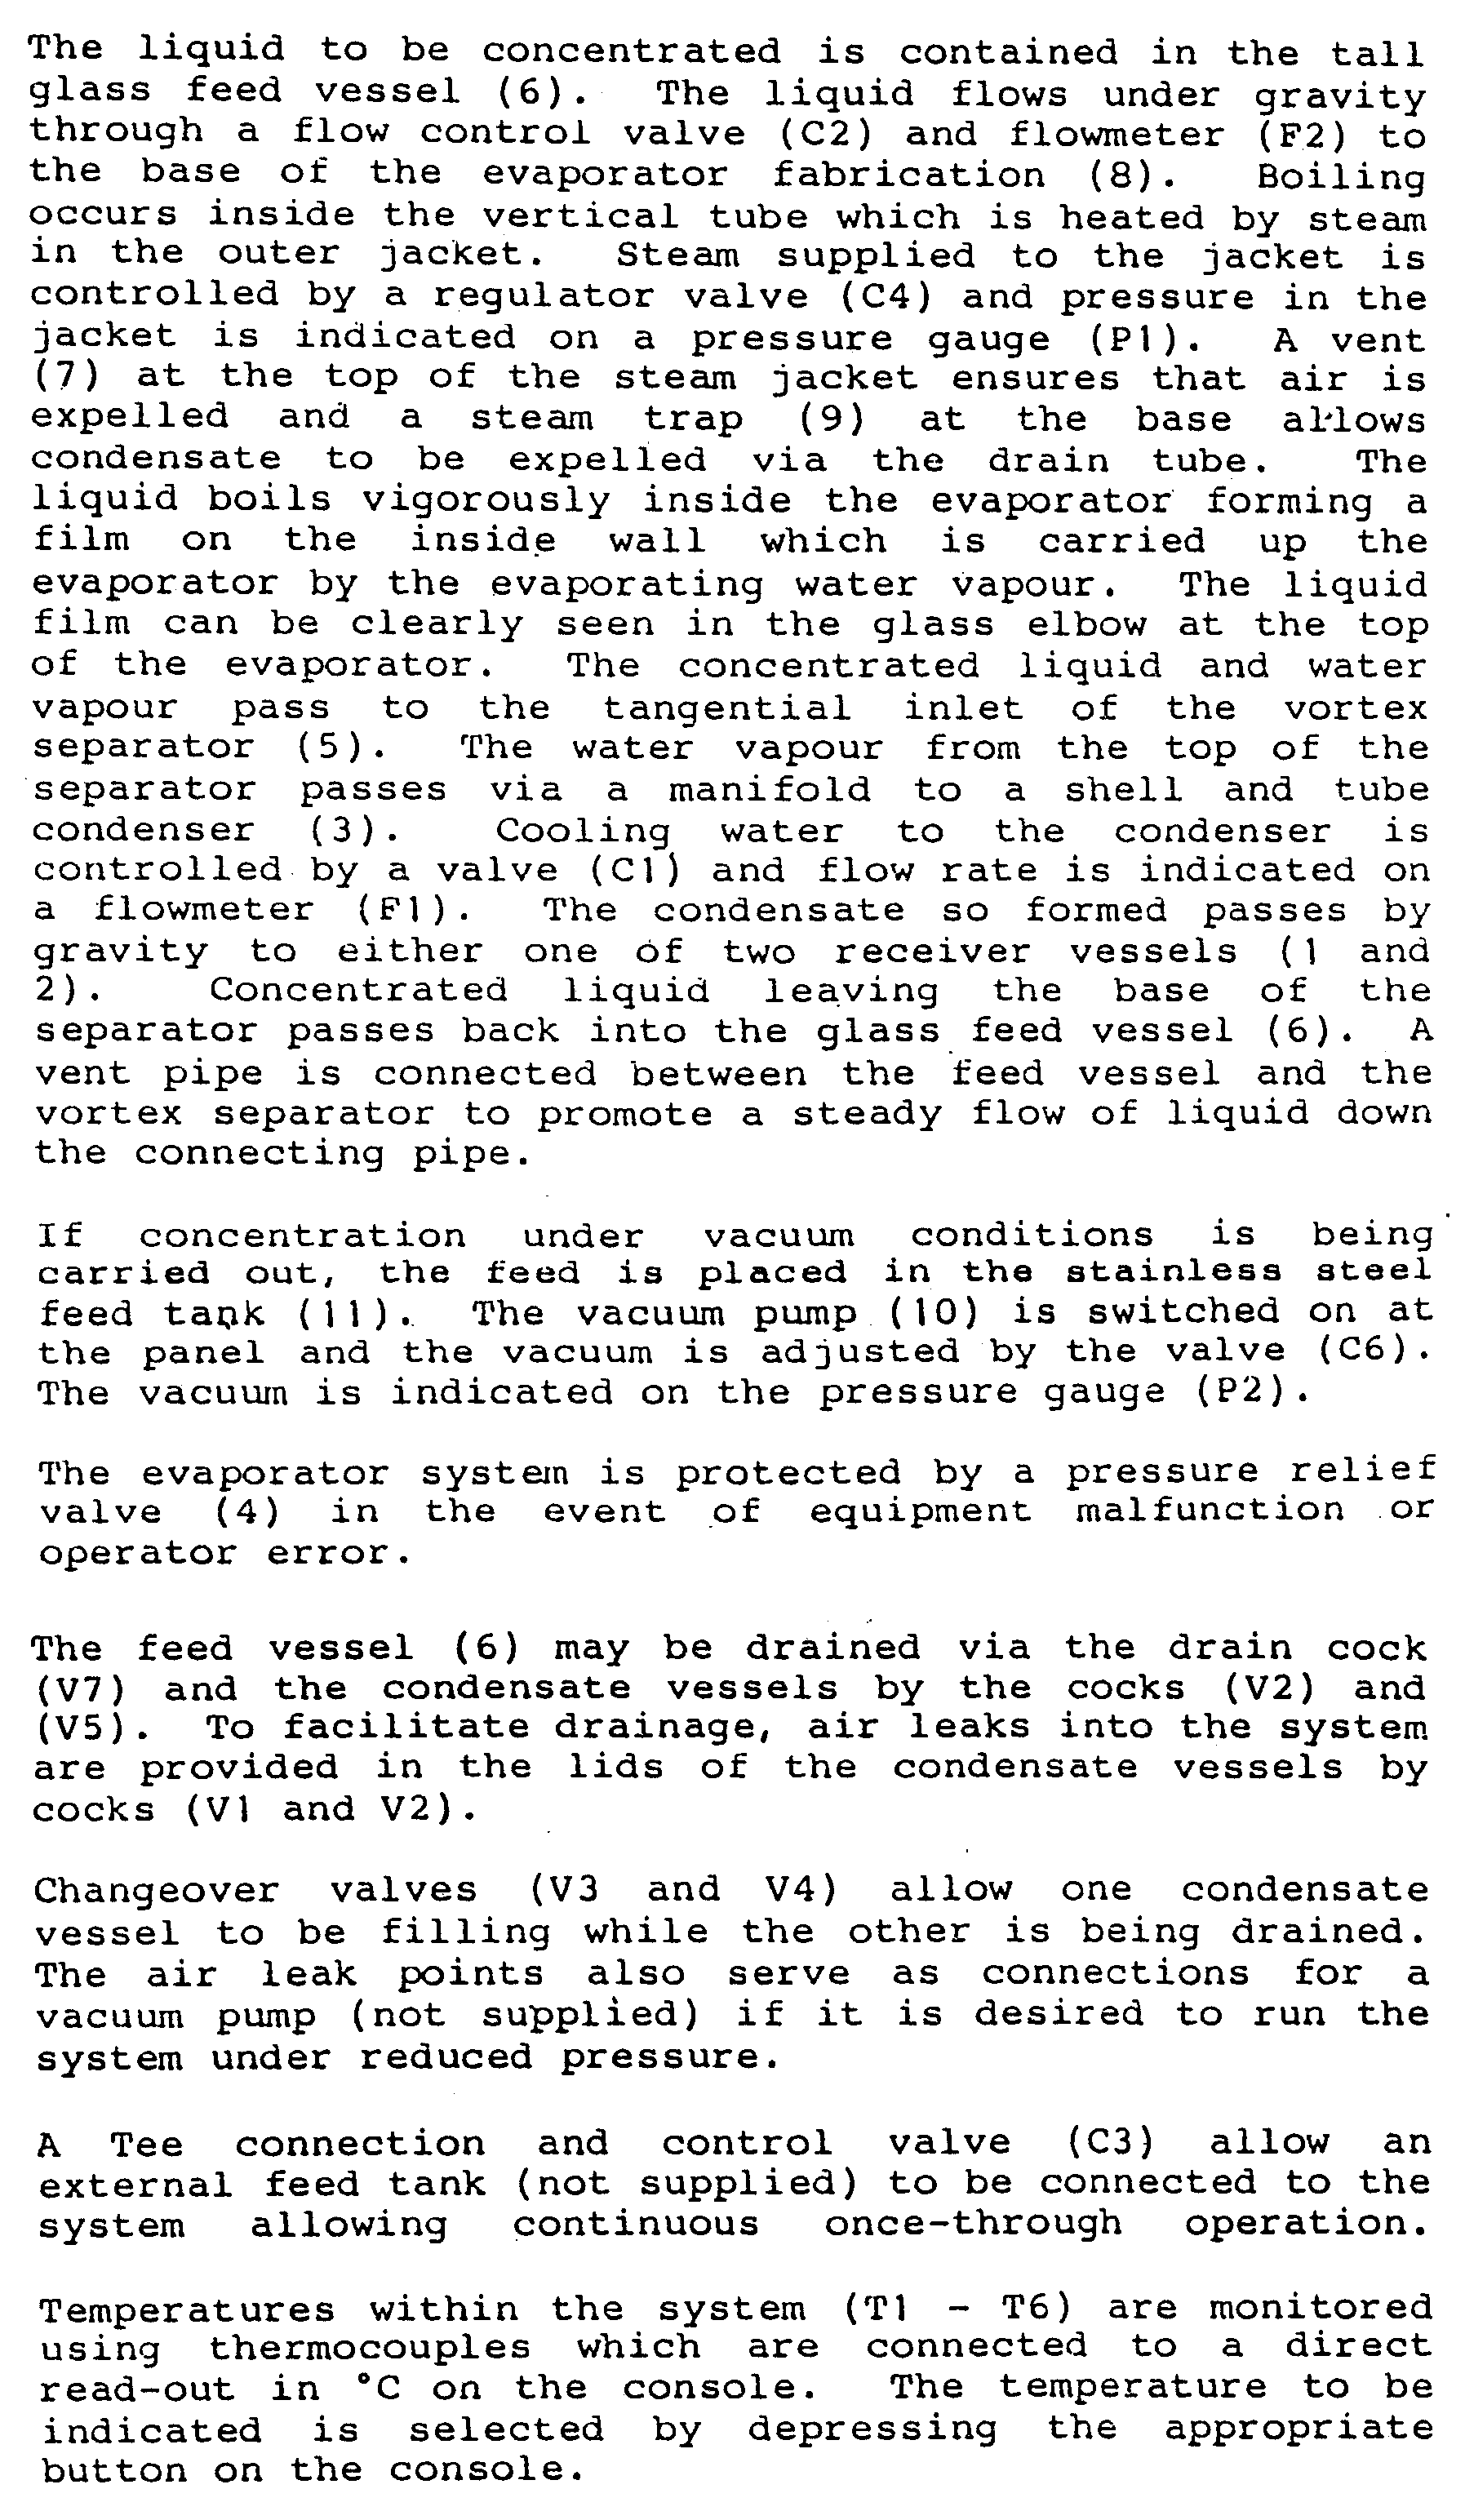 The liquid to be concentrated is contained in the tall
glass feed vessel (6). The liquid flows under gravity
through a flow control valve (C2) and flowmeter (F2) to
the base of the evaporator fabrication (8). Boiling
occurs inside the vertical tube which is heated by steam
in the outer jacket. Steam supplied to the jacket is
controlled by a regulator valve (C4) and pressure in the
jacket is indicated on a pressure gauge (P1). A vent
(7) at the top of the steam jacket ensures that air is
expelled and a steam trap (9) at the base allows
condensate to be expelled via the drain tube. The
liquid boils vigorously inside the evaporator forming a
film on the inside wall which is carried up the
evaporator by the evaporating water vapour. The liquid
film can be clearly seen in the glass elbow at the top
of the evaporator. The concentrated liquid and water
vapour pass to the tangential inlet of the vortex
separator (5). The water vapour from the top of the
separator passes via a manifold to a shell and tube
condenser (3). Cooling water to the condenser is
controlled by a valve (C1) and flow rate is indicated on
a flowmeter (F1). The condensate so formed passes by
gravity to either one of two receiver vessels (1 and
2). Concentrated liquid leaving the base of the
separator passes back into the glass feed vessel (6). A
vent pipe is connected between the feed vessel and the
vortex separator to promote a steady flow of liquid down
the connecting pipe.
If concentration under vacuum conditions is being
carried out, the feed is placed in the stainless steel
feed tank (11). The vacuum pump (10) is switched on at
the panel and the vacuum is adjusted by the valve (C6).
The vacuum is indicated on the pressure gauge (P2).
The evaporator system is protected by a pressure relief
valve (4) in the event of equipment malfunction or
operator error.
The feed vessel (6) may be drained via the drain cock
(V7) and the condensate vessels by the cocks (V2) and
(V5). To facilitate drainage, air leaks into the system
are provided in the lids of the condensate vessels by
cocks (V1 and V2).
Changeover valves (V3 and V4) allow one condensate
vessel to be filling while the other is being drained.
The air leak points also serve as connections for a
vacuum pump (not supplied) if it is desired to run the
system under reduced pressure.
A Tee connection and control valve (C3) allow an
external feed tank (not supplied) to be connected to the
system allowing continuous once-through operation.
Temperatures within the system (T1 - T6) are monitored
using thermocouples which are connected to a direct
read-out in °C on the console. The temperature to be
indicated is selected by depressing the appropriate
button on the console.